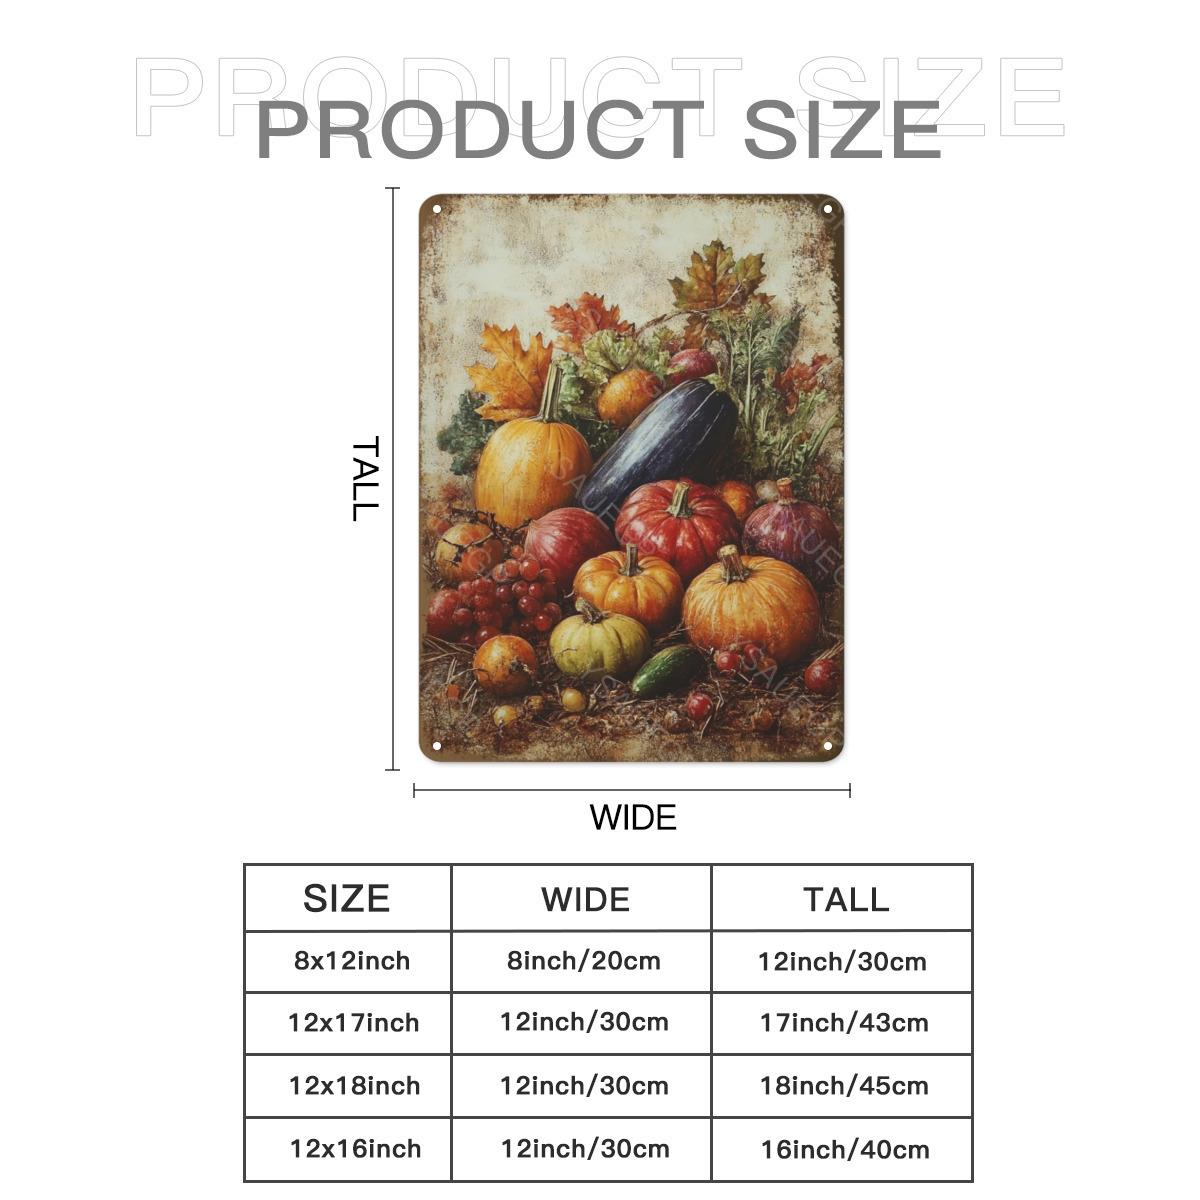 PRODUCT SIZE
PRODUCT SIZE
TALL
WIDE
SIZE WIDE TALL
8x12inch 8inch/20cm 12inch/30cm
12x17inch 12inch/30cm 17inch/43cm
12x18inch 12inch/30cm 18inch/45cm
12x16inch 12inch/30cm 16inch/40cm